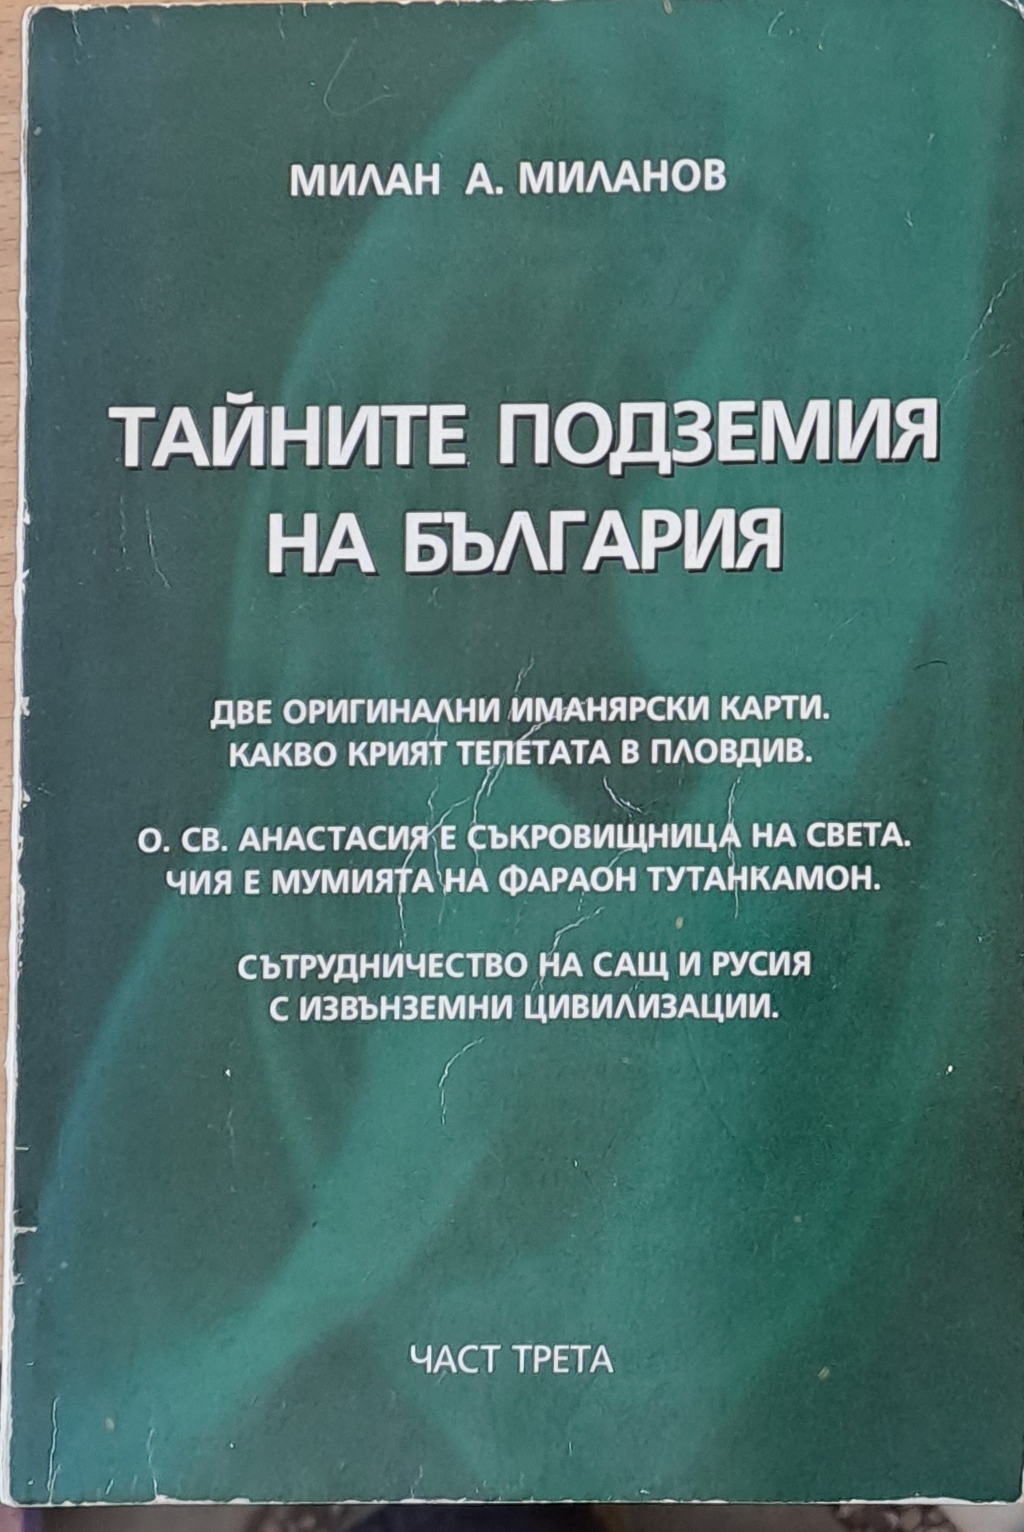 МИЛАН А. МИЛАНОВ
ТАЙНИТЕ ПОДЗЕМИЯ
НА БЪЛГАРИЯ
ДВЕ ОРИГИНАЛНИ ИМАНЯРСКИ КАРТИ.
КАКВО КРИЯТ ТЕПЕТАТА В ПЛОВДИВ.
О. СВ. АНАСТАСИЯ Е СЪКРОВИЩНИЦА НА СВЕТА.
ЧИЯ Е МУМИЯТА НА ФАРАОН ТУТАНКАМОН.
СЪТРУДНИЧЕСТВО НА САЩ И РУСИЯ
С ИЗВЪНЗЕМНИ ЦИВИЛИЗАЦИИ.
ЧАСТ ТРЕТА